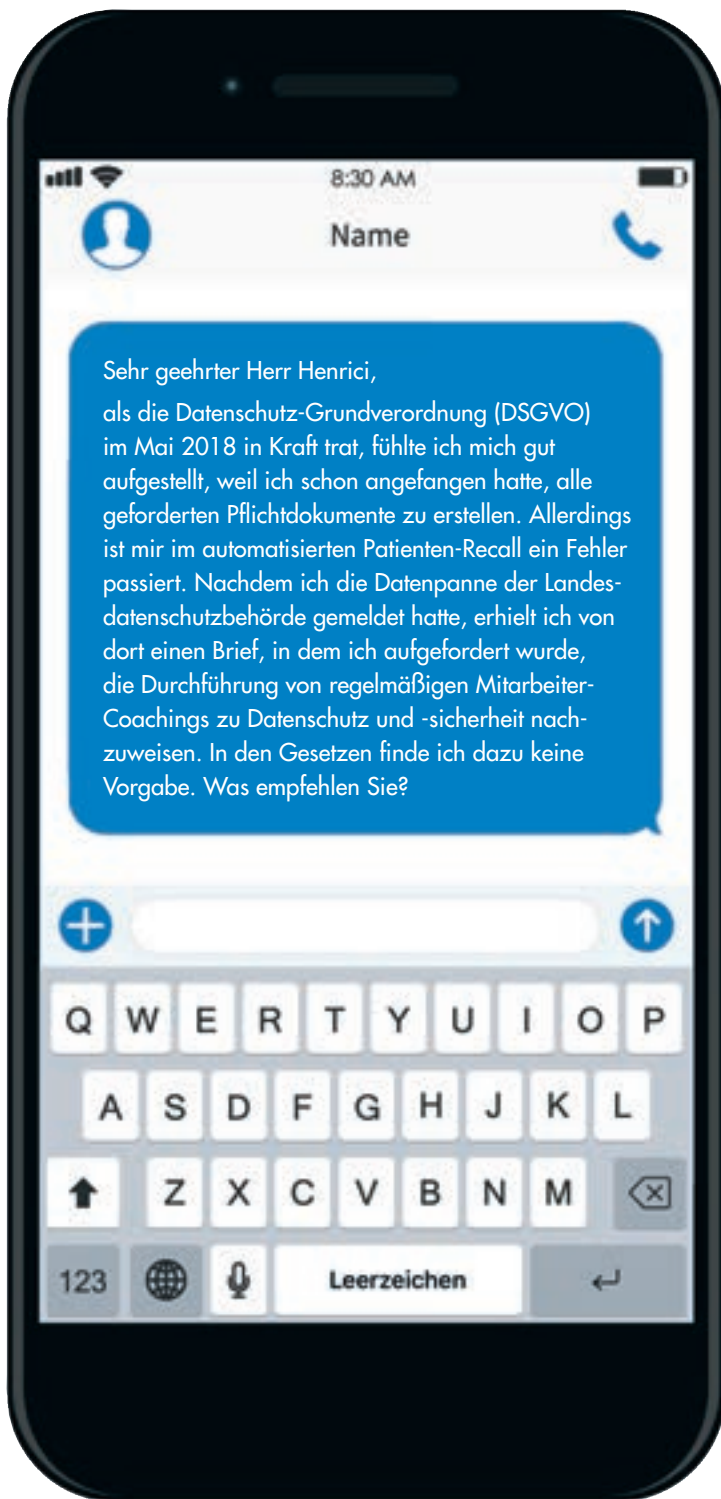 8:30 AM
Name
Sehr geehrter Herr Henrici,
als die Datenschutz-Grundverordnung (DSGVO)
im Mai 2018 in Kraft trat, fühlte ich mich gut
aufgestellt, weil ich schon angefangen hatte, alle
geforderten Pflichtdokumente zu erstellen. Allerdings
ist mir im automatisierten Patienten-Recall ein Fehler
passiert. Nachdem ich die Datenpanne der Landes-
datenschutzbehörde gemeldet hatte, erhielt ich von
dort einen Brief, in dem ich aufgefordert wurde,
die Durchführung von regelmäßigen Mitarbeiter-
Coachings zu Datenschutz und -sicherheit nach-
zuweisen. In den Gesetzen finde ich dazu keine
Vorgabe. Was empfehlen Sie?
Q W E R T Y U I O P
A S D F G H J K L
Z X C V B N M
123 Leerzeichen